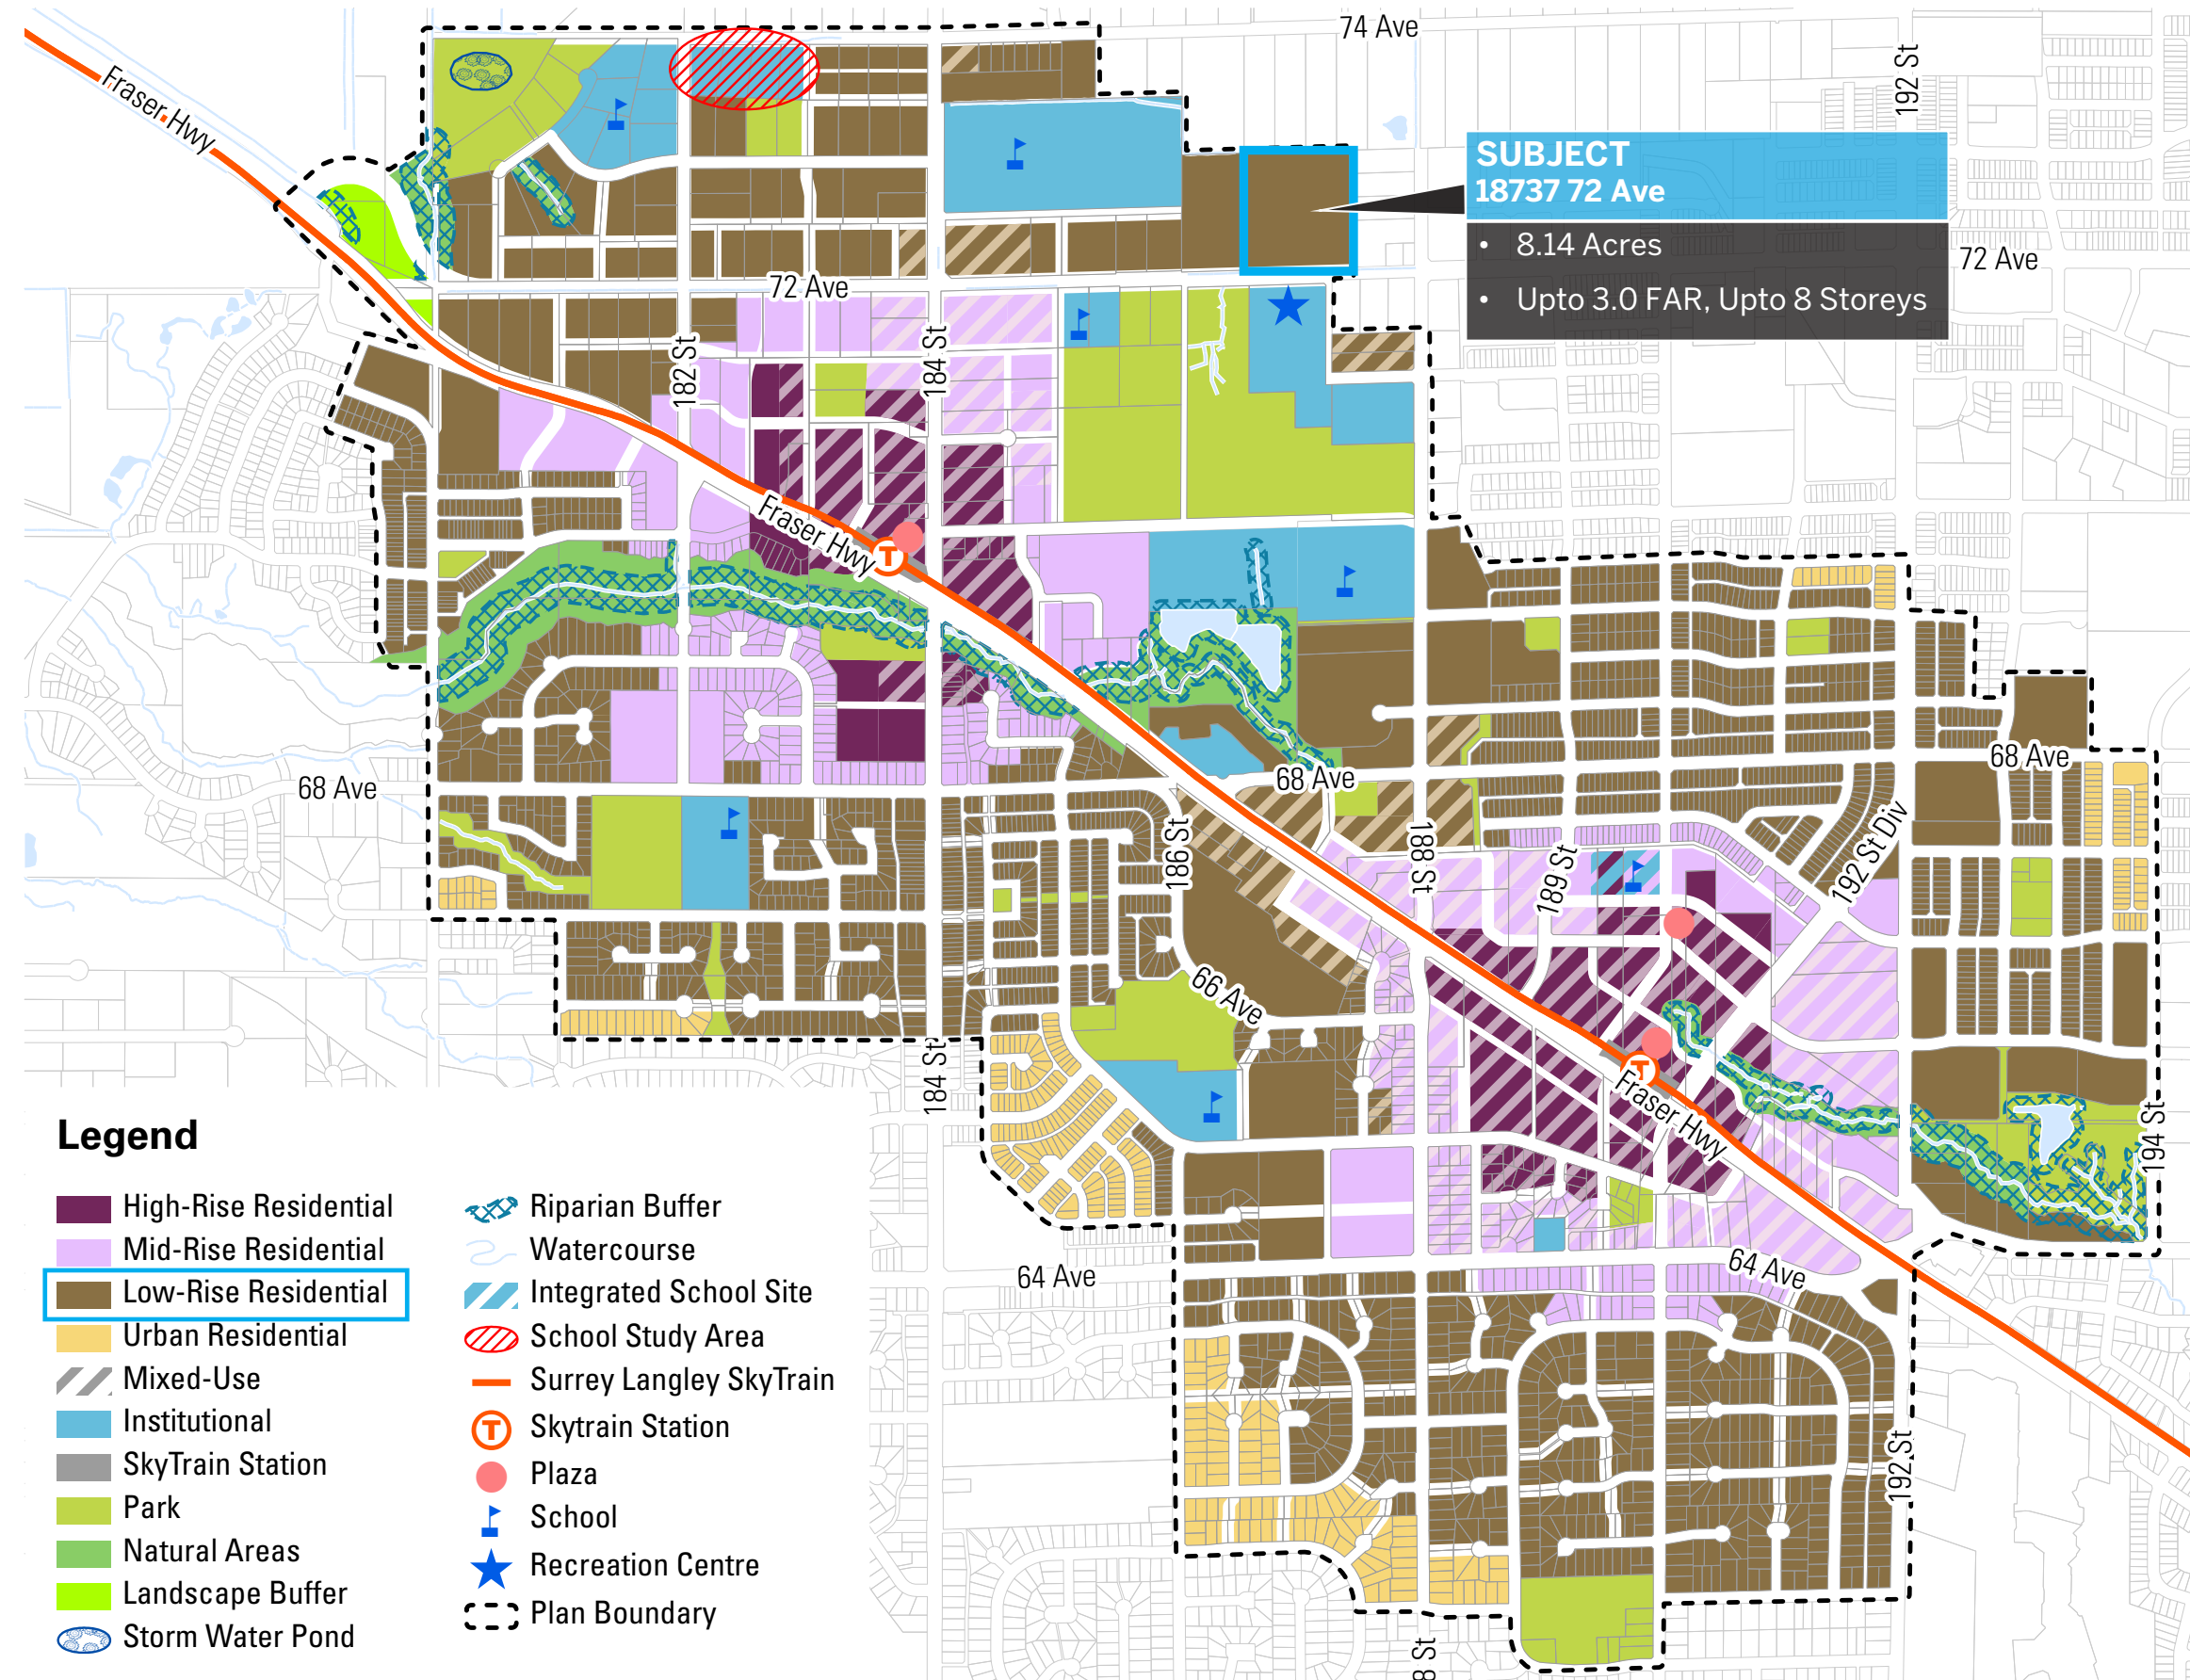 74 Ave
192 St
Fraser Hwy
SUBJECT
18737 72 Ave
• 8.14 Acres
• Upto 3.0 FAR, Upto 8 Storeys
72 Ave
72 Ave
182 St
184 St
Fraser Hwy
T
68 Ave
68 Ave
68 Ave
186 St
188 St
189 St
192 St Div
66 Ave
184 St
T
Fraser Hwy
194 St
64 Ave
64 Ave
192 St
8 St
Legend
High-Rise Residential
Mid-Rise Residential
Low-Rise Residential
Urban Residential
Mixed-Use
Institutional
SkyTrain Station
Park
Natural Areas
Landscape Buffer
Storm Water Pond
Riparian Buffer
Watercourse
Integrated School Site
School Study Area
Surrey Langley SkyTrain
T Skytrain Station
Plaza
School
Recreation Centre
Plan Boundary